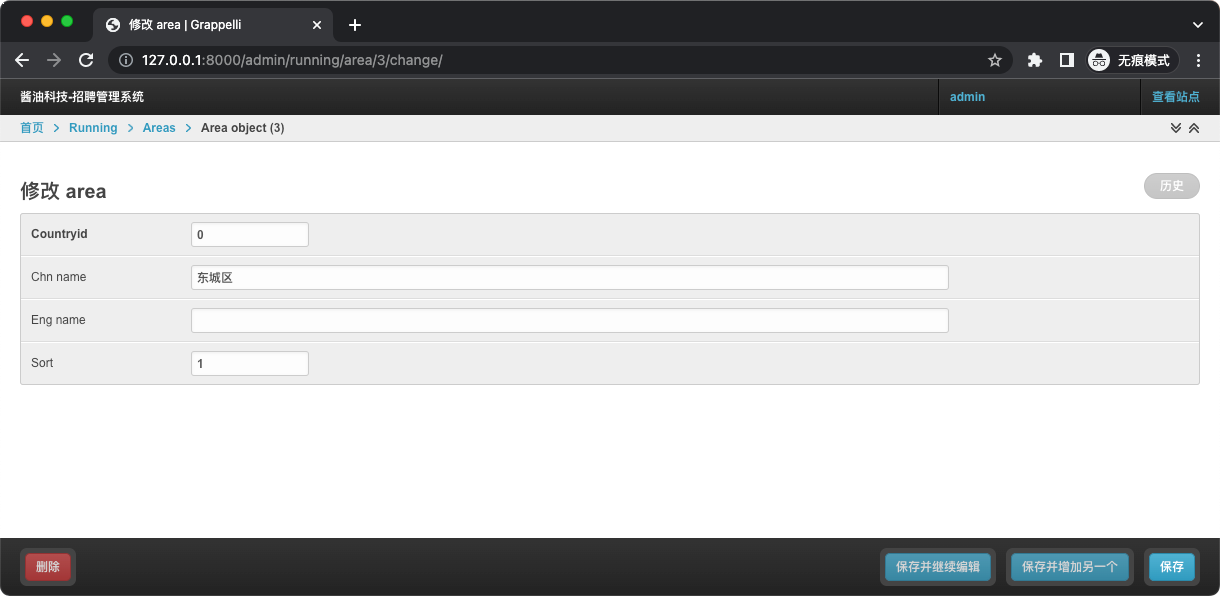 修改 area | Grappelli
127.0.0.1:8000/admin/running/area/3/change/
无痕模式
酱油科技-招聘管理系统
admin
查看站点
首页 > Running > Areas > Area object (3)
修改 area
历史
Countryid
0
Chn name
东城区
Eng name
Sort
1
删除
保存并继续编辑
保存并增加另一个
保存